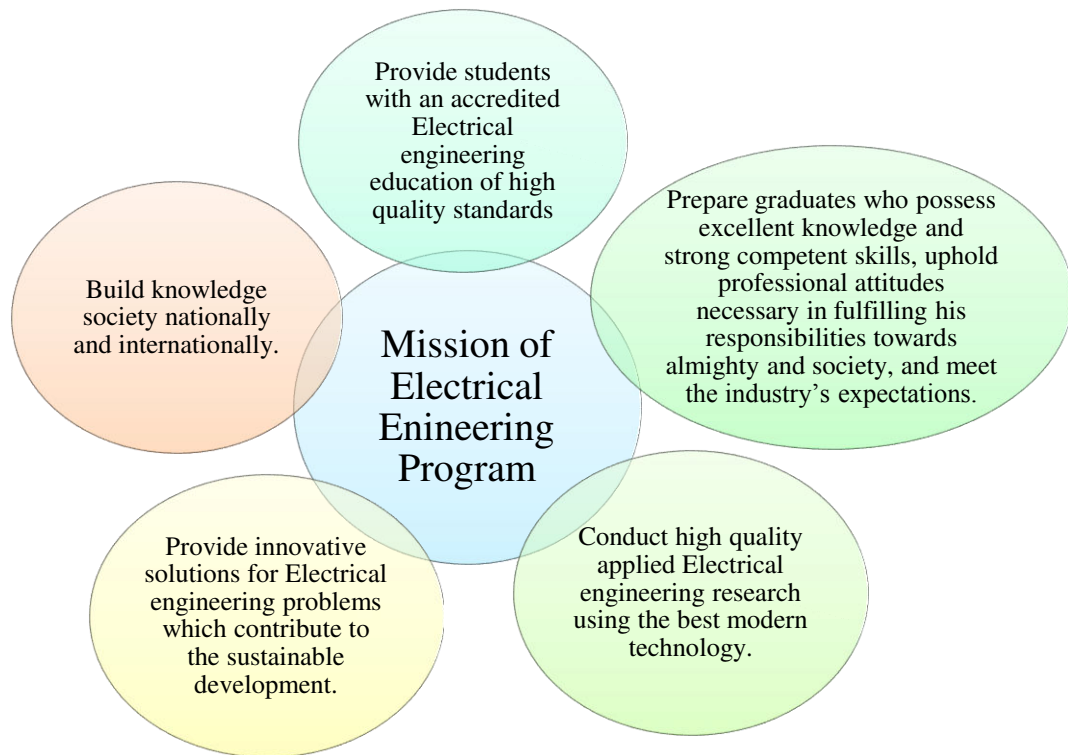 Provide students
with an accredited
Electrical
engineering
education of high
quality standards
Prepare graduates who possess
excellent knowledge and
strong competent skills, uphold
professional attitudes
necessary in fulfilling his
responsibilities towards
almighty and society, and meet
the industry’s expectations.
Build knowledge
society nationally
and internationally.
Mission of
Electrical
Enineering
Program
Provide innovative
solutions for Electrical
engineering problems
which contribute to
the sustainable
development.
Conduct high quality
applied Electrical
engineering research
using the best modern
technology.